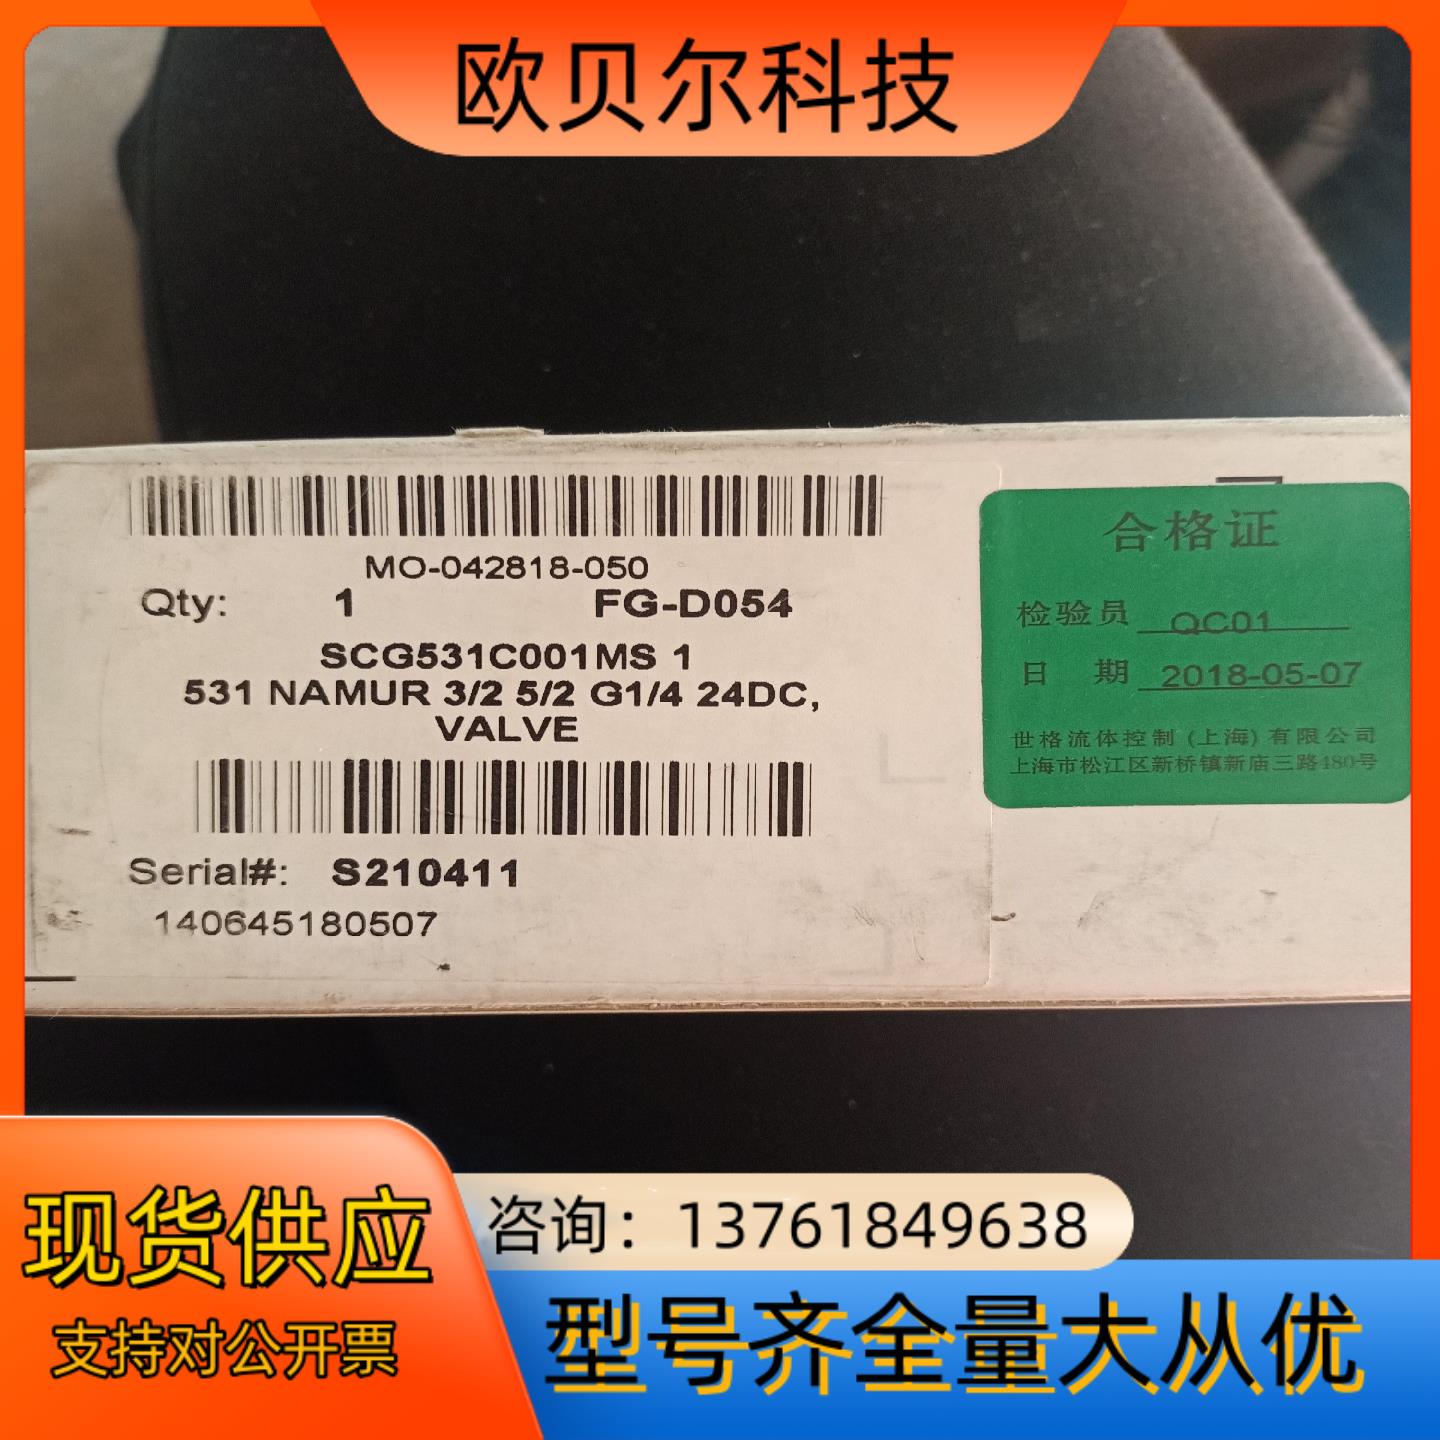 欧贝尔科技
MO-042818-050
Qty: 1 FG-D054
SCG531C001MS 1
531 NAMUR 3/2 5/2 G1/4 24DC,
VALVE
Serial#: S210411
140645180507
合格证
检验员 QC01
日 期 2018-05-07
世格流体控制(上海)有限公司
上海市松江区新桥镇新庙三路480号
现货供应
支持对公开票
咨询：13761849638
型号齐全量大从优